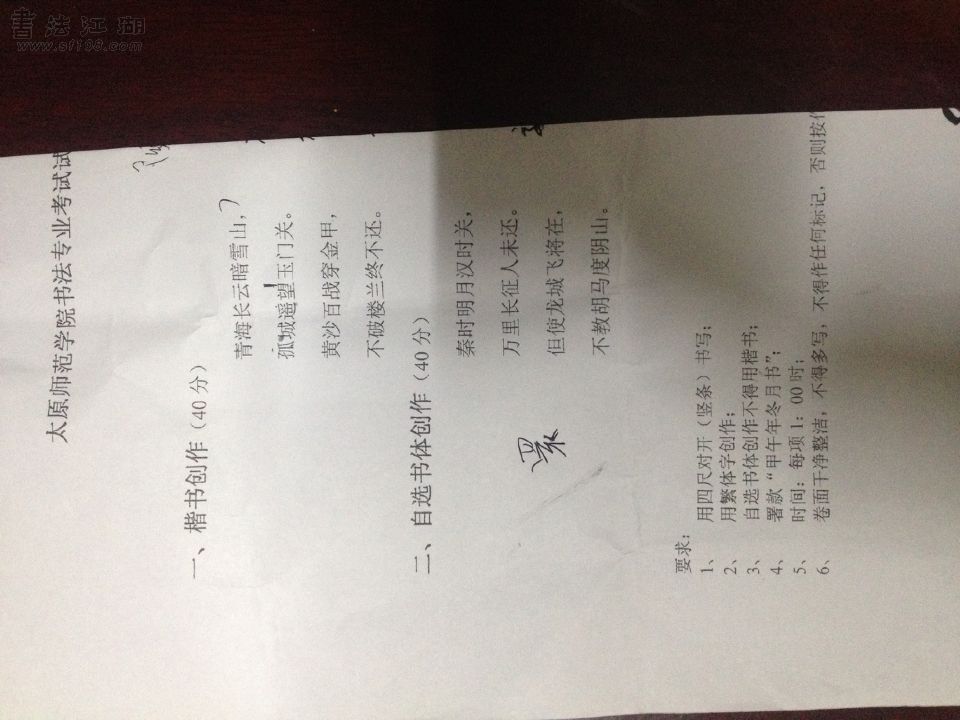 書法江湖
www.sf108.com
太原师范学院书法专业考试试
一、楷书创作（40 分）
青海长云暗雪山，
孤城遥望玉门关。
黄沙百战穿金甲，
不破楼兰终不还。
二、自选书体创作（40 分）
秦时明月汉时关，
万里长征人未还。
但使龙城飞将在，
不教胡马度阴山。
要求：
1、用四尺对开（竖条）书写；
2、用繁体字创作；
3、自选书体创作不得用楷书；
4、署款“甲午年冬月书”；
5、时间：每项 1：00 时；
6、卷面干净整洁，不得多写，不得作任何标记，否则按作